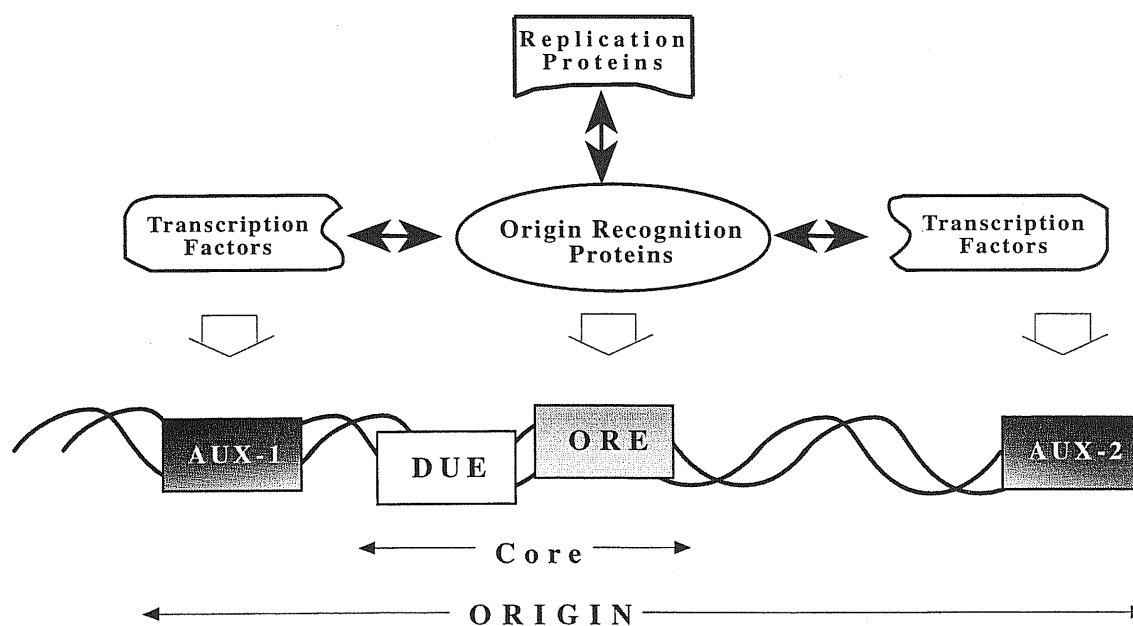 Replication
Proteins
Transcription
Factors
Origin Recognition
Proteins
Transcription
Factors
AUX-1
DUE
ORE
AUX-2
Core
ORIGIN